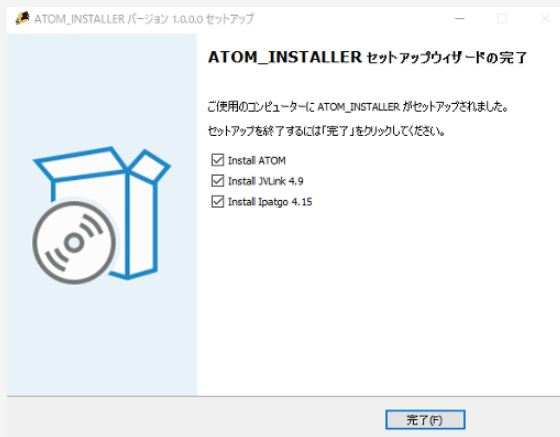 ATOM_INSTALLER バージョン 1.0.0.0 セットアップ
ATOM_INSTALLER セットアップウィザードの完了
ご使用のコンピューターに ATOM_INSTALLER がセットアップされました。
セットアップを終了するには「完了」をクリックしてください。
Install ATOM
Install JVLink 4.9
Install Ipatgo 4.15
完了(F)